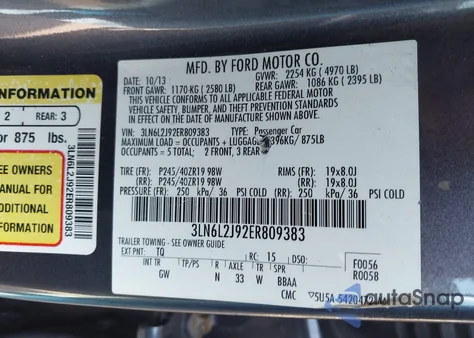 INFORMATION
2 REAR: 3
or 875 lbs.
MANUAL
FOR ADDITIONAL
INFORMATION
3LN6L2J92ER809383
MFD. BY FORD MOTOR CO.
DATE: 10/13 GVWR: 2254 KG ( 4970 LB)
FRONT GAWR: 1170 KG ( 2580 LB) REAR GAWR: 1086 KG ( 2395 LB)
THIS VEHICLE CONFORMS TO ALL APPLICABLE FEDERAL MOTOR VEHICLE
SAFETY, BUMPER, AND THEFT PREVENTION STANDARDS IN EFFECT ON
THE DATE OF MANUFACTURE SHOWN ABOVE.
VIN: 3LN6L2J92ER809383 TYPE: Passenger Car
MAXIMUM LOAD = OCCUPANTS + 396KG/ 875LB
OCCUPANTS = 5 TOTAL: 2 FRONT, 3 REAR
TIRE (FR): P245/40ZR19 98W RIMS (FR): 19x8.0J
TIRE (RR): P245/40ZR19 98W RIMS (RR): 19x8.0J
PRESSURE (FR): 250 kPa/ 36 PSI COLD PRESSURE (RR): 250 kPa/ 36 PSI COLD
3LN6L2J92ER809383
TRAILER TOWING - SEE OWNER GUIDE
EXT PNT: TQ RC: 15 DSO: F0056
INT TR TP/PS R AXLE TR SPR R0058
GW N 33 W BBAA
CMC
autoSnap